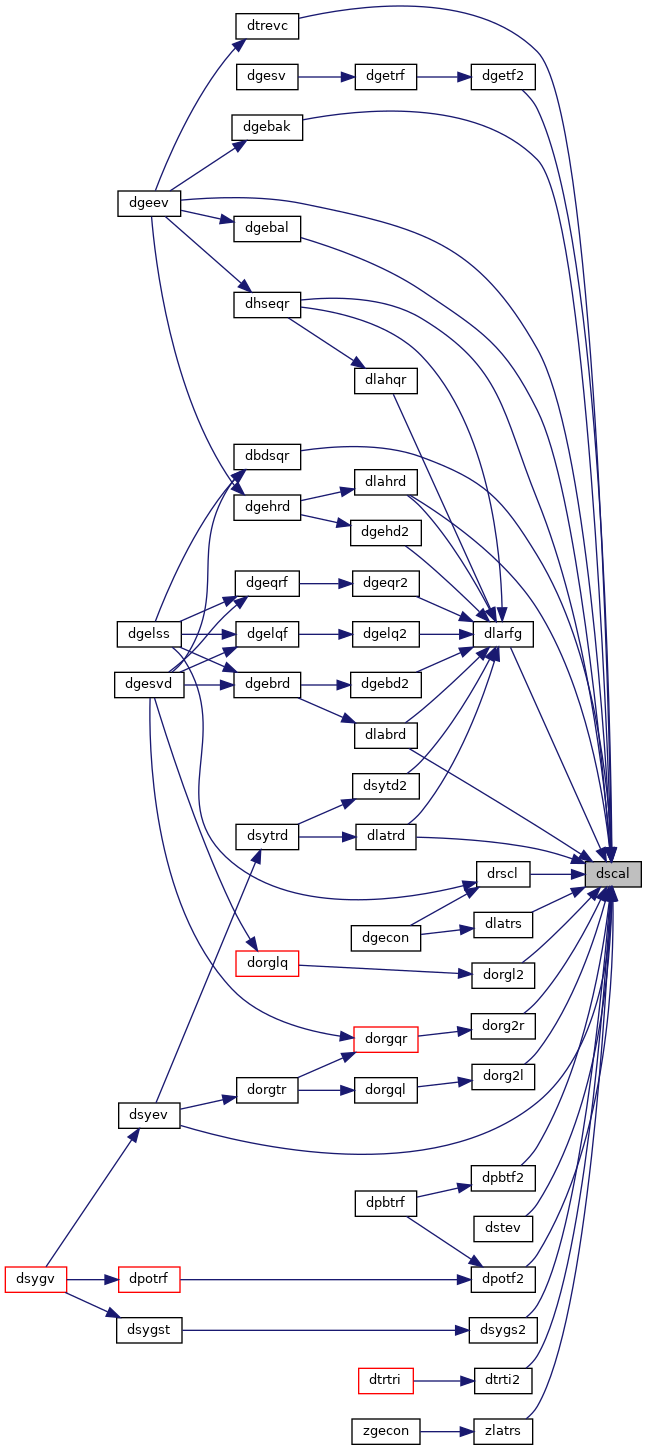 dtrevc
dgesv
dgetrf
dgetf2
dgebak
dgeev
dgebal
dhseqr
dlahqr
dbdsqr
dlahrd
dgehrd
dgehd2
dgeqrf
dgeqr2
dgelss
dgelqf
dgelq2
dlarfg
dgesvd
dgebrd
dgebd2
dlabrd
dsytd2
dsytrd
dlatrd
drscl
dscal
dlatrs
dgecon
dorglq
dorgl2
dorg2r
dorgqr
dorg2l
dorgtr
dorgql
dsyev
dpbtf2
dpbtrf
dstev
dsygv
dpotrf
dpotf2
dsygst
dsygs2
dtrtri
dtrti2
zgecon
zlatrs